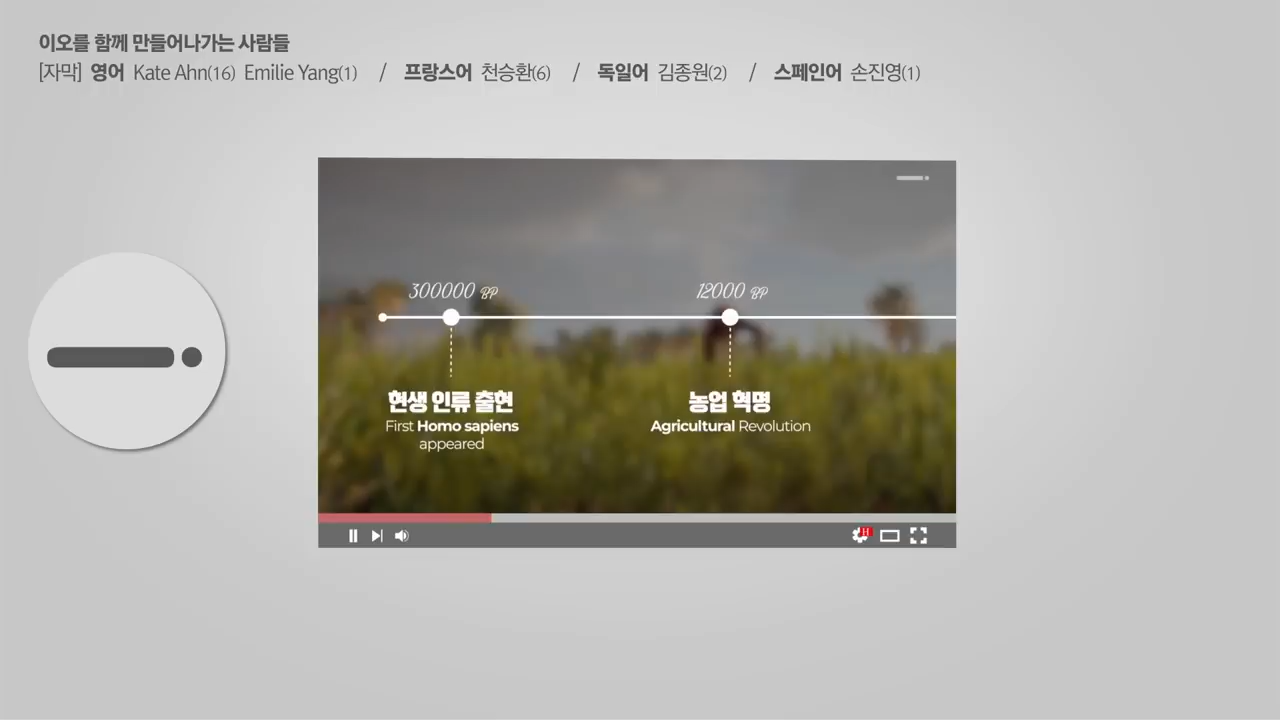 이오를 함께 만들어나가는 사람들
[자막] 영어 Kate Ahn(16) Emilie Yang(1) / 프랑스어 천승환(6) / 독일어 김종원(2) / 스페인어 손진영(1)
300000 BP
12000 BP
현생 인류 출현
First Homo sapiens
appeared
농업 혁명
Agricultural Revolution